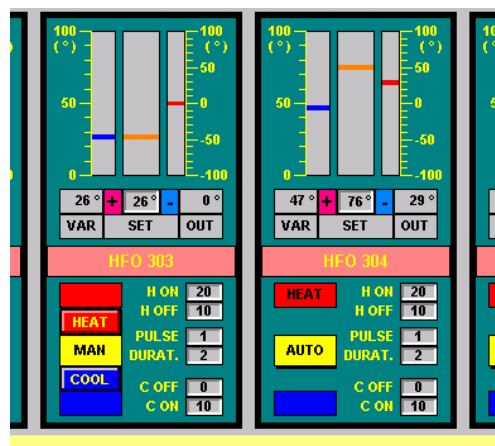 100 100
(°) (°)
50
50 0
-50
0 -100
26° + 26° - 0°
VAR SET OUT
HFO 303
H ON 20
H OFF 10
HEAT
PULSE 1
MAN DURAT. 2
COOL
C OFF 0
C ON 10
100 100
(°) (°)
50
50 0
-50
0 -100
47° + 76° - 29°
VAR SET OUT
HFO 304
HEAT H ON 20
H OFF 10
PULSE 1
AUTO DURAT. 2
C OFF 0
C ON 10